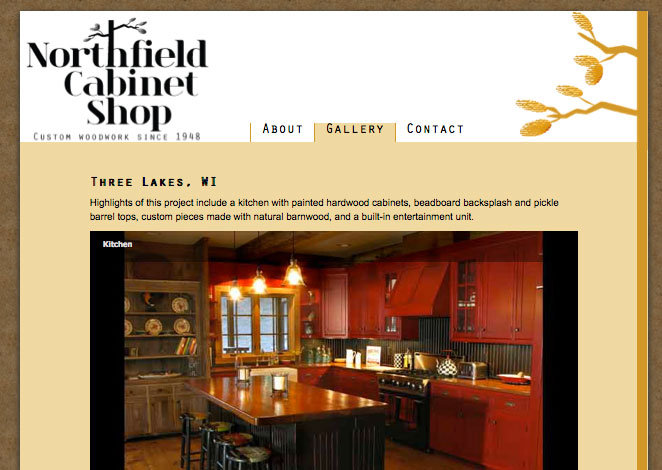 Northfield
Cabinet
Shop
Custom woodwork since 1948
About Gallery Contact
Three Lakes, WI
Highlights of this project include a kitchen with painted hardwood cabinets, beadboard backsplash and pickle
barrel tops, custom pieces made with natural barnwood, and a built-in entertainment unit.
Kitchen